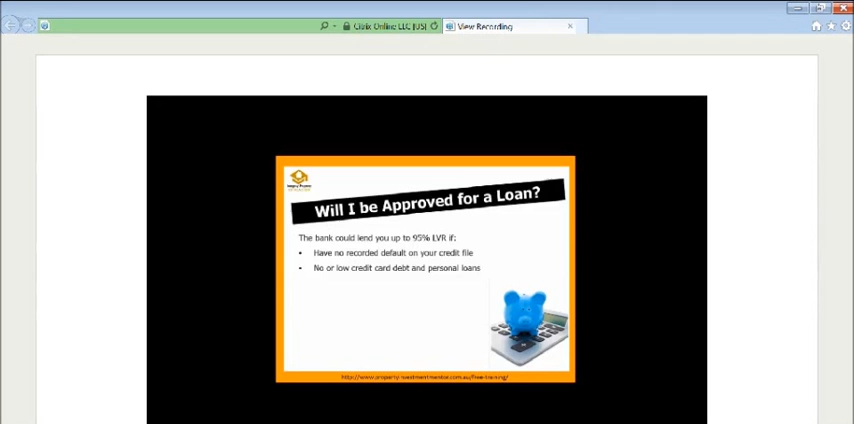 Citrix Online LLC [US]
View Recording
Will I be Approved for a Loan?
The bank could lend you up to 95% LVR if:
• Have no recorded default on your credit file
• No or low credit card debt and personal loans